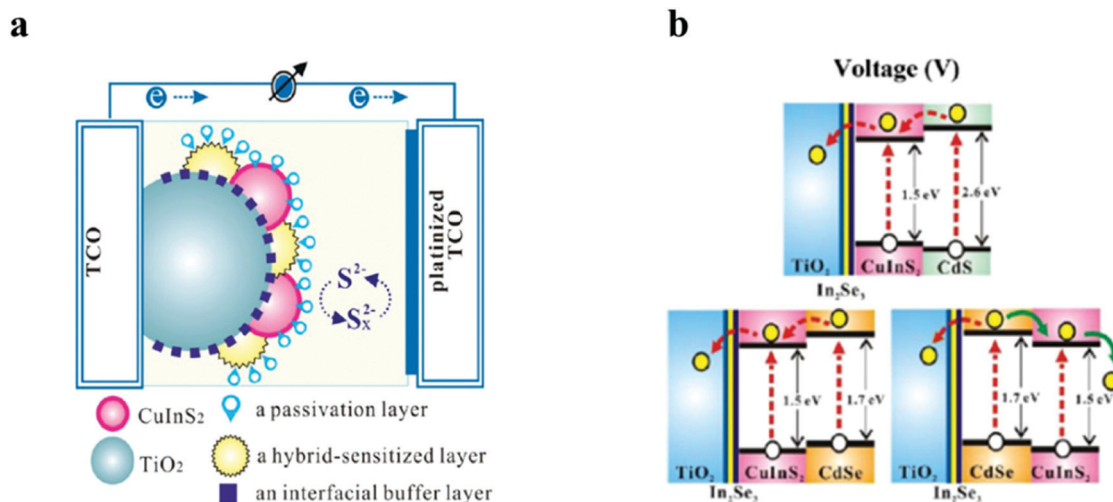 a
e
e
TCO
platinized
TCO
S²⁻
Sₓ²⁻
CuInS₂
a passivation layer
TiO₂
a hybrid-sensitized layer
an interfacial buffer layer
b
Voltage (V)
1.5 eV
2.6 eV
TiO₂
CuInS₂
CdS
In₂Se₃
1.5 eV
1.7 eV
TiO₂
CuInS₂
CdSe
In₂Se₃
1.7 eV
1.5 eV
TiO₂
CdSe
CuInS₂
In₂Se₃